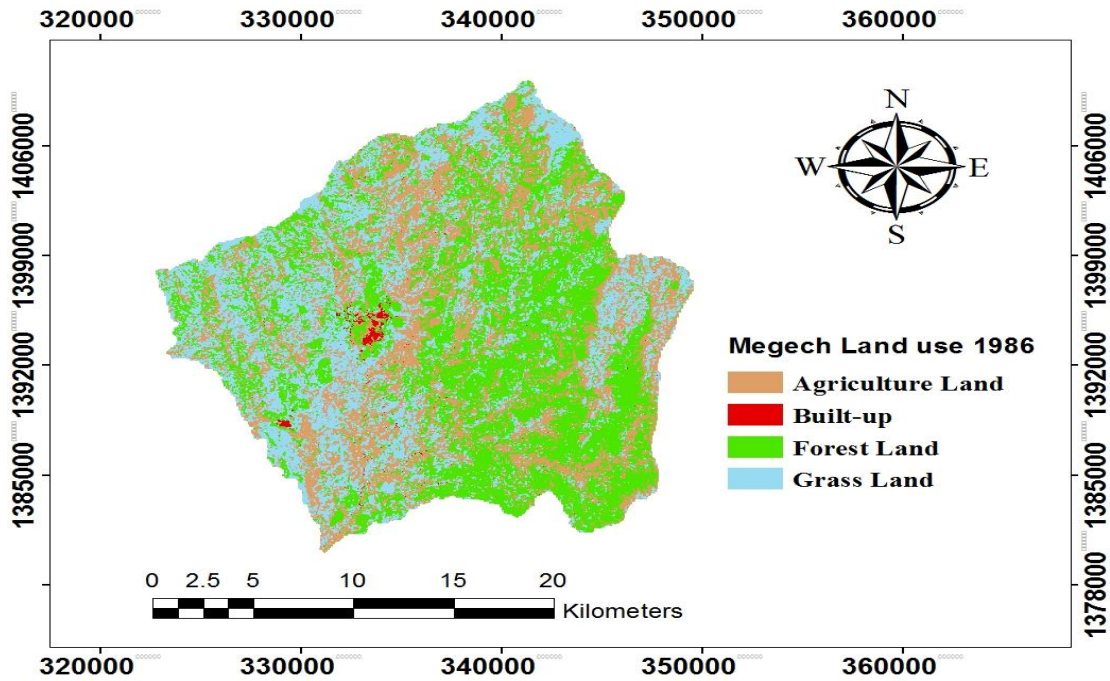 320000 330000 340000 350000 360000
N
W E
S
1406000 1406000
1399000 1399000
1392000 1392000
1385000 1385000
1378000 1378000
Megech Land use 1986
Agriculture Land
Built-up
Forest Land
Grass Land
0 2.5 5 10 15 20
Kilometers
320000 330000 340000 350000 360000